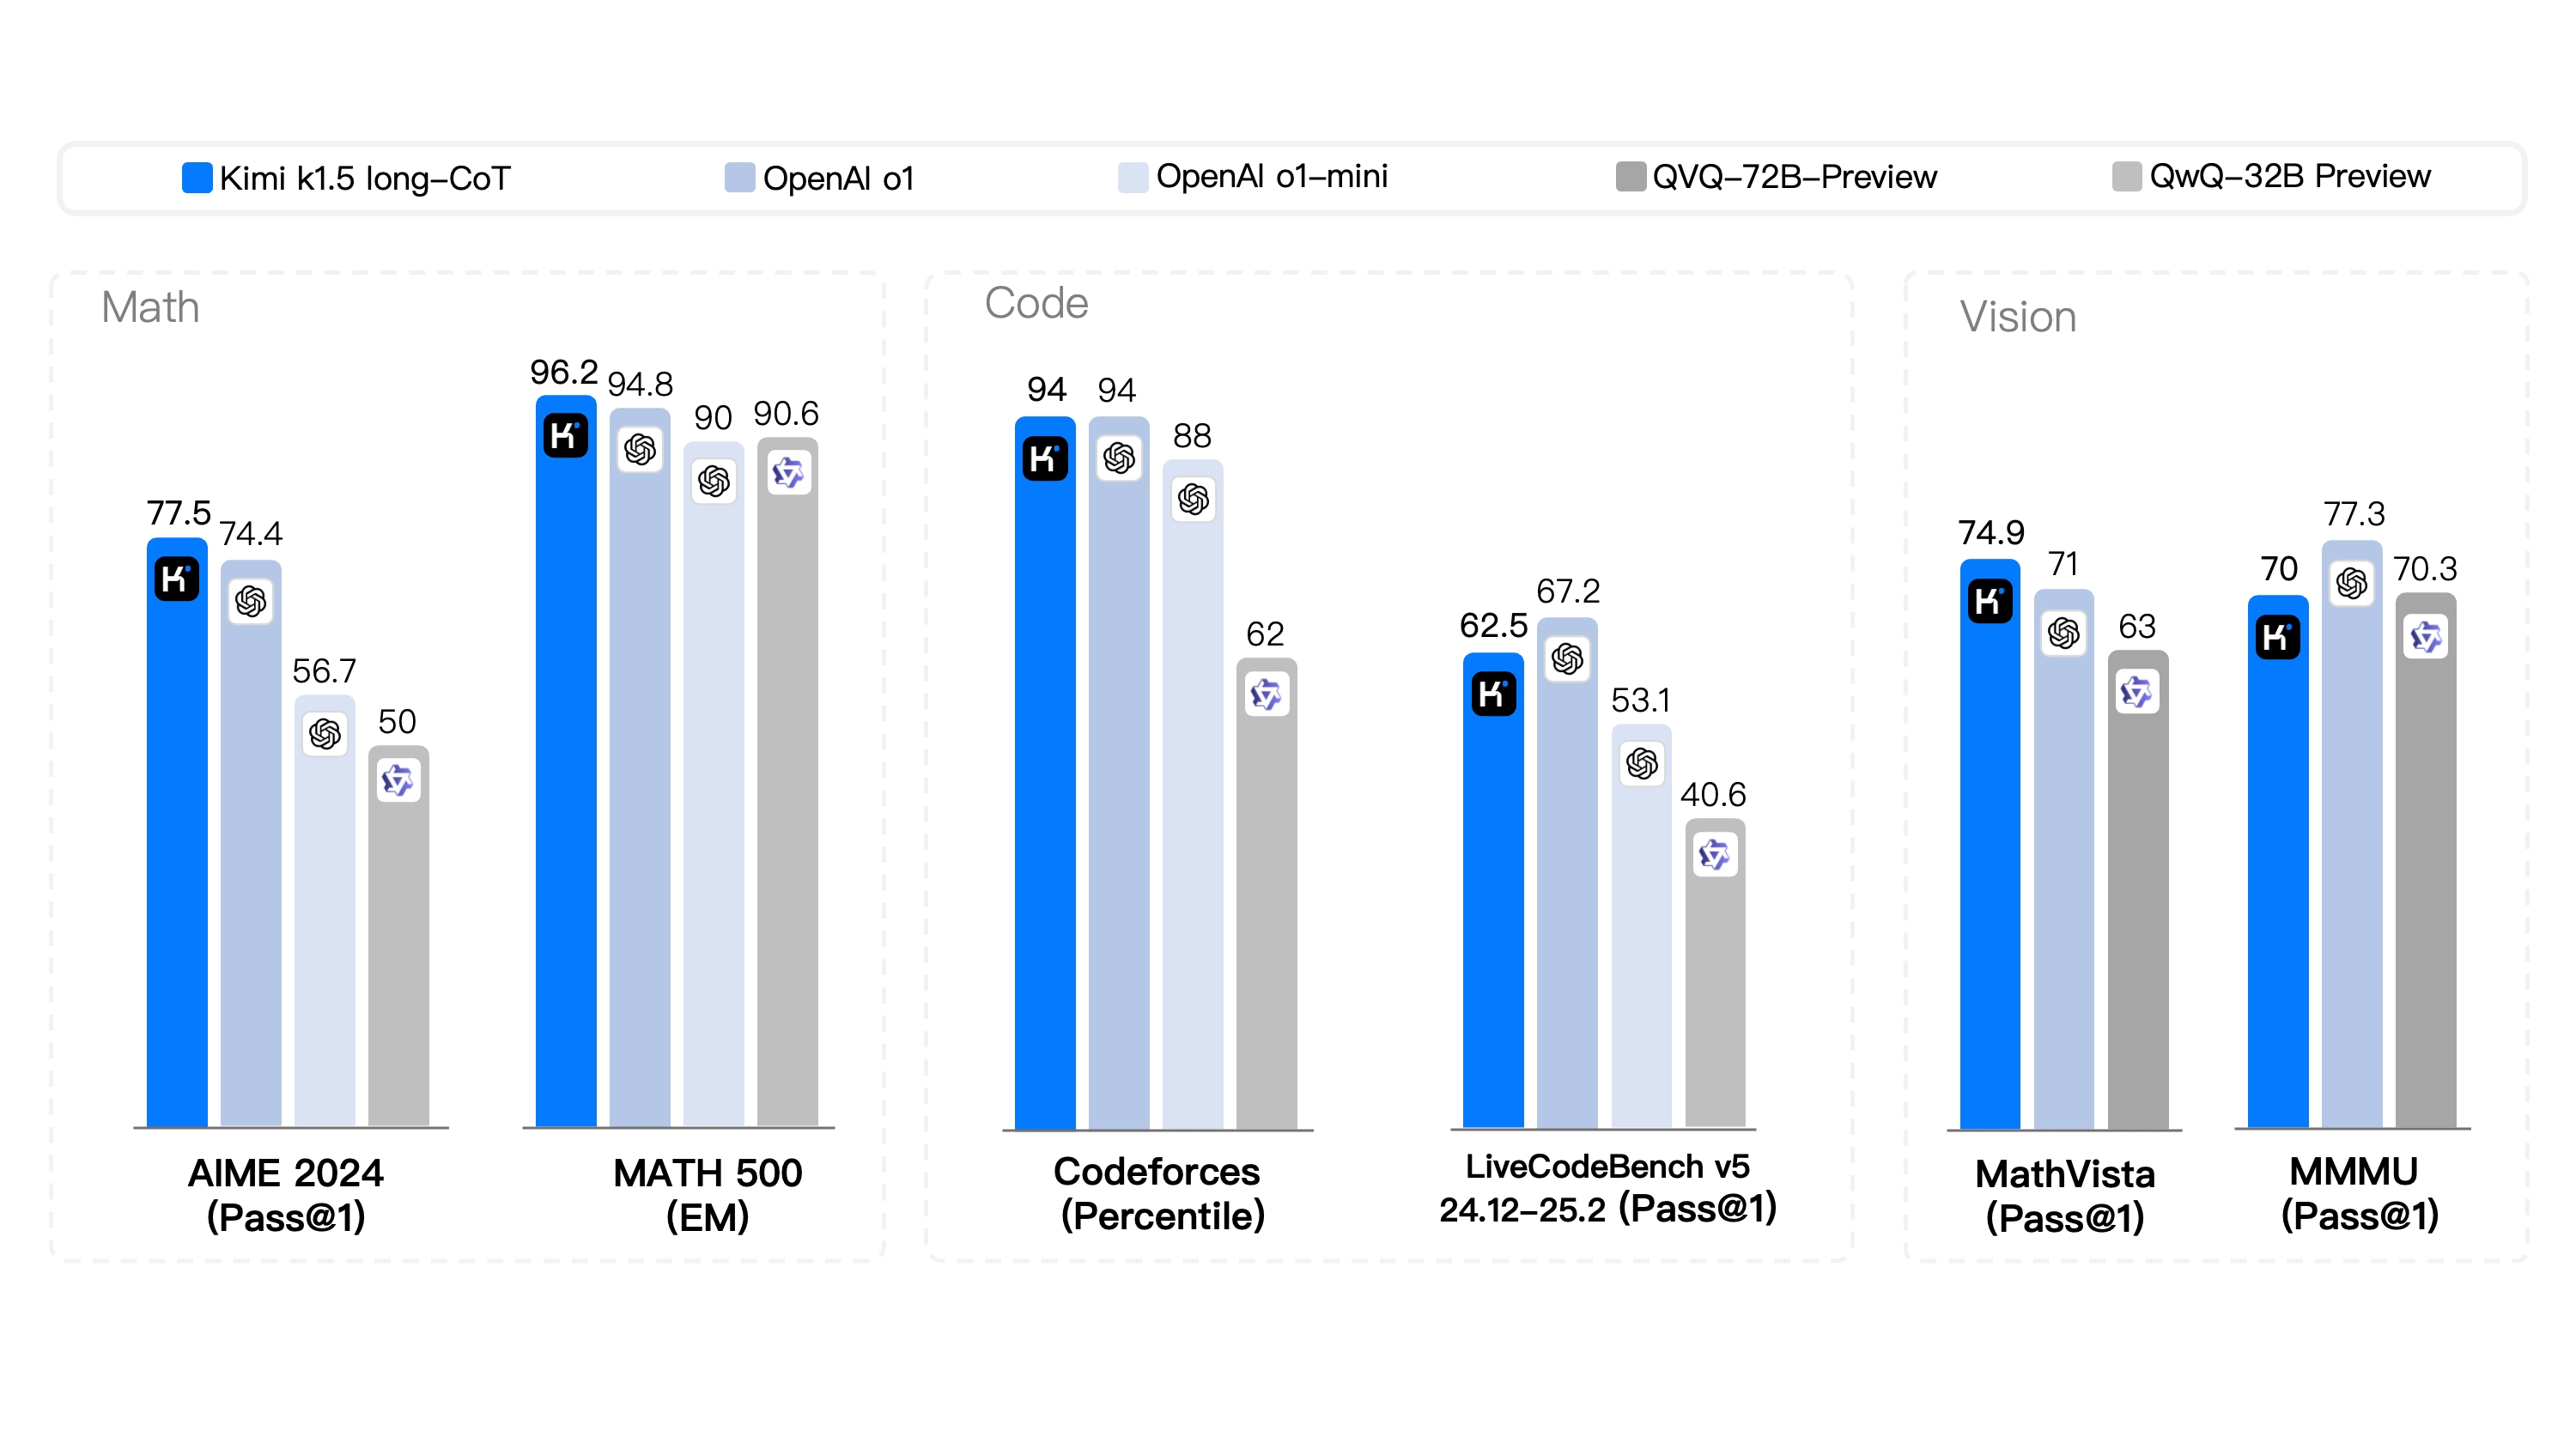 Kimi k1.5 long-CoT
OpenAI o1
OpenAI o1-mini
QVQ-72B-Preview
QwQ-32B Preview
Math
77.5
74.4
56.7
50
AIME 2024
(Pass@1)
96.2
94.8
90
90.6
MATH 500
(EM)
Code
94
94
88
62
Codeforces
(Percentile)
62.5
67.2
53.1
40.6
LiveCodeBench v5
24.12-25.2 (Pass@1)
Vision
74.9
71
63
MathVista
(Pass@1)
70
77.3
70.3
MMMU
(Pass@1)